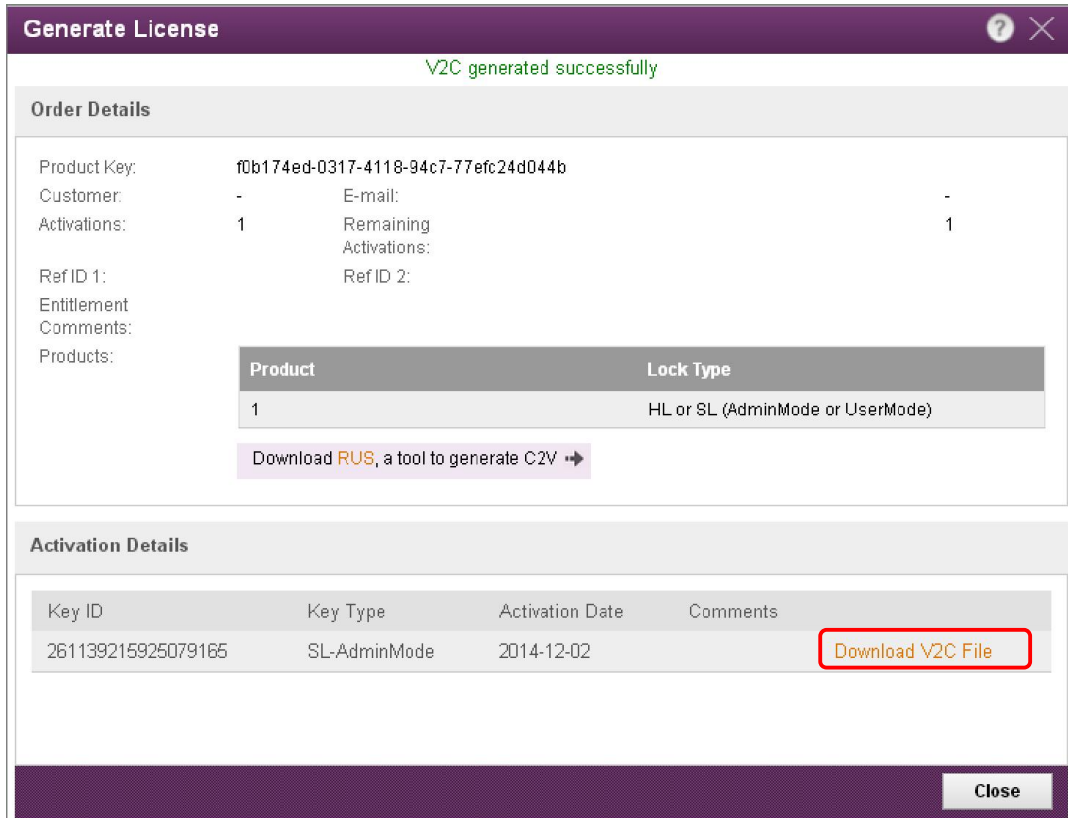 Generate License
?
V2C generated successfully
Order Details
Product Key: f0b174ed-0317-4118-94c7-77efc24d044b
Customer: - E-mail: -
Activations: 1 Remaining Activations: 1
Ref ID 1: Ref ID 2:
Entitlement Comments:
Products:
Product Lock Type
1 HL or SL (AdminMode or UserMode)
Download RUS, a tool to generate C2V
Activation Details
Key ID Key Type Activation Date Comments
261139215925079165 SL-AdminMode 2014-12-02 Download V2C File
Close